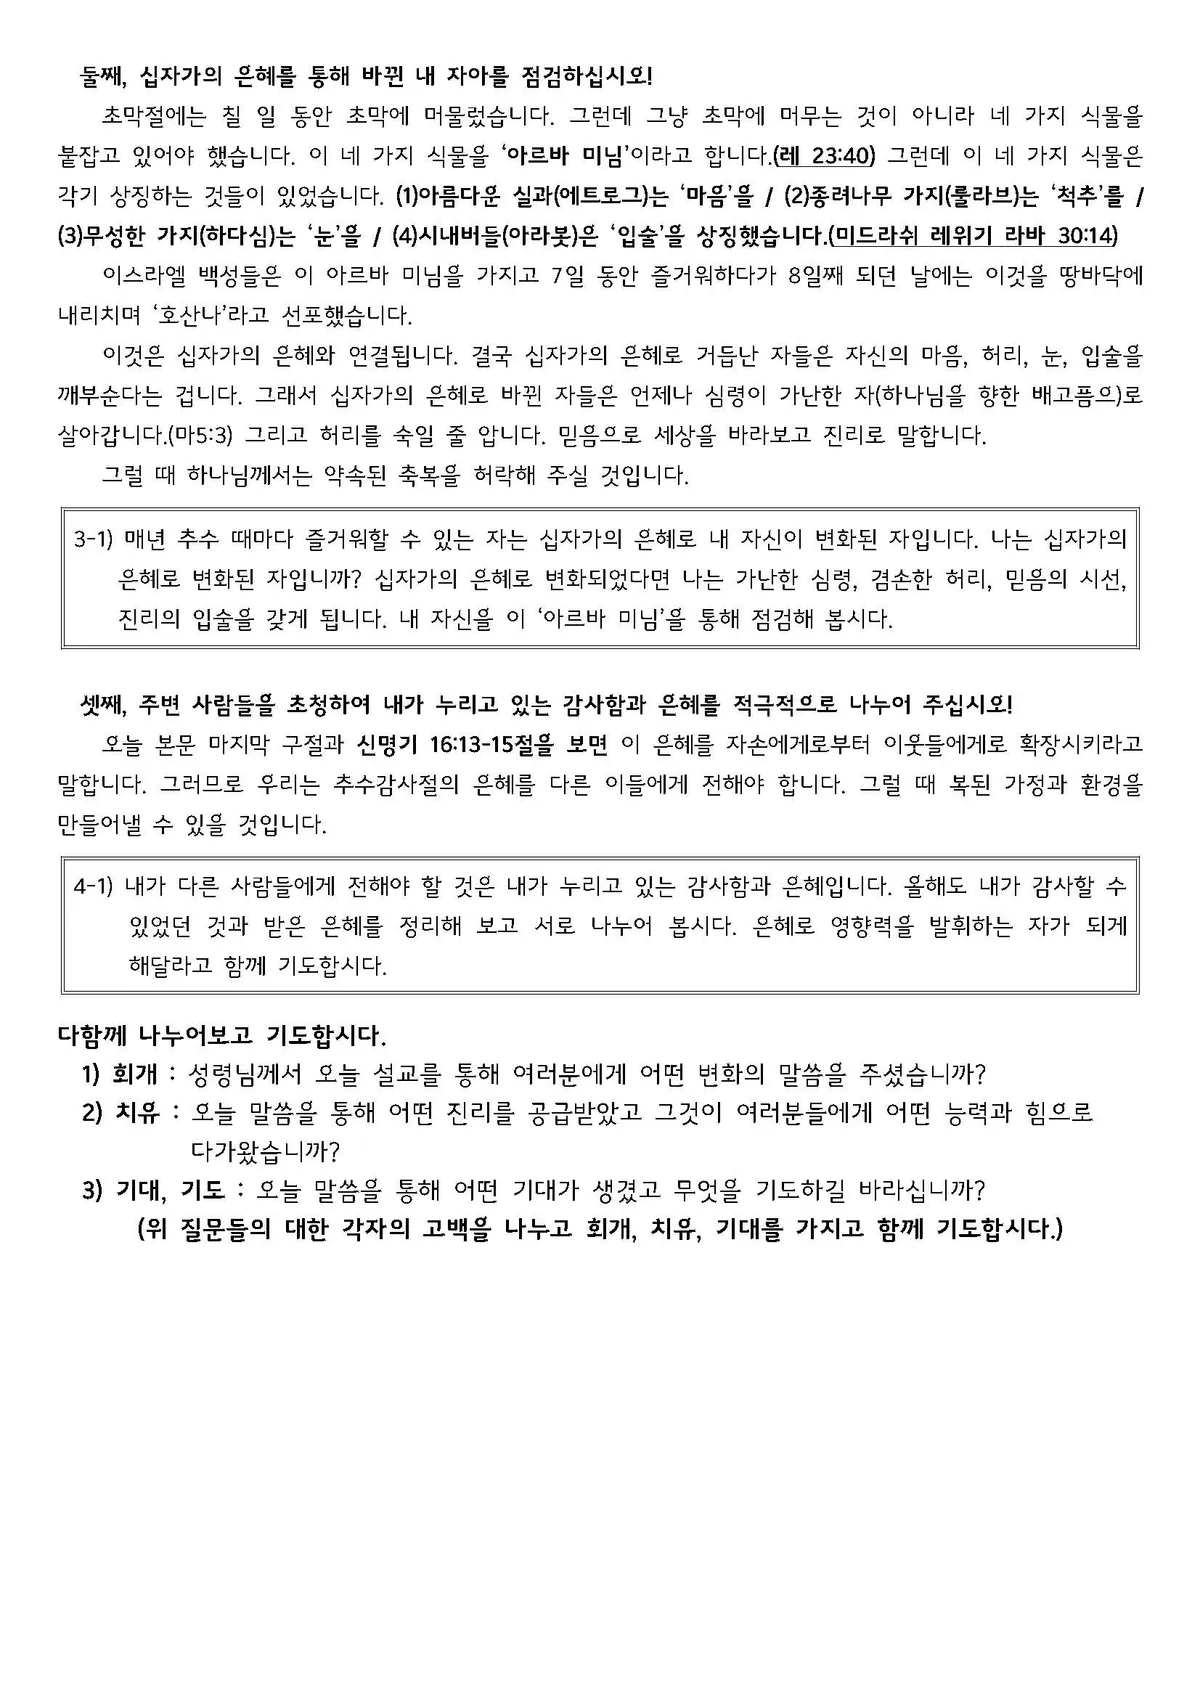 둘째, 십자가의 은혜를 통해 바뀐 내 자아를 점검하십시오!
초막절에는 칠 일 동안 초막에 머물렀습니다. 그런데 그냥 초막에 머무는 것이 아니라 네 가지 식물을
붙잡고 있어야 했습니다. 이 네 가지 식물을 ‘아르바 미님’이라고 합니다.(레 23:40) 그런데 이 네 가지 식물은
각기 상징하는 것들이 있었습니다. (1)아름다운 실과(에트로그)는 ‘마음’을 / (2)종려나무 가지(룰라브)는 ‘척추’를 /
(3)무성한 가지(하다심)는 ‘눈’을 / (4)시내버들(아라봇)은 ‘입술’을 상징했습니다.(미드라쉬 레위기 라바 30:14)
이스라엘 백성들은 이 아르바 미님을 가지고 7일 동안 즐거워하다가 8일째 되던 날에는 이것을 땅바닥에
내리치며 ‘호산나’라고 선포했습니다.
이것은 십자가의 은혜와 연결됩니다. 결국 십자가의 은혜로 거듭난 자들은 자신의 마음, 허리, 눈, 입술을
깨부순다는 겁니다. 그래서 십자가의 은혜로 바뀐 자들은 언제나 심령이 가난한 자(하나님을 향한 배고픔으)로
살아갑니다.(마5:3) 그리고 허리를 숙일 줄 압니다. 믿음으로 세상을 바라보고 진리로 말합니다.
그럴 때 하나님께서는 약속된 축복을 허락해 주실 것입니다.
3-1) 매년 추수 때마다 즐거워할 수 있는 자는 십자가의 은혜로 내 자신이 변화된 자입니다. 나는 십자가의
은혜로 변화된 자입니까? 십자가의 은혜로 변화되었다면 나는 가난한 심령, 겸손한 허리, 믿음의 시선,
진리의 입술을 갖게 됩니다. 내 자신을 이 ‘아르바 미님’을 통해 점검해 봅시다.
셋째, 주변 사람들을 초청하여 내가 누리고 있는 감사함과 은혜를 적극적으로 나누어 주십시오!
오늘 본문 마지막 구절과 신명기 16:13-15절을 보면 이 은혜를 자손에게로부터 이웃들에게로 확장시키라고
말합니다. 그러므로 우리는 추수감사절의 은혜를 다른 이들에게 전해야 합니다. 그럴 때 복된 가정과 환경을
만들어낼 수 있을 것입니다.
4-1) 내가 다른 사람들에게 전해야 할 것은 내가 누리고 있는 감사함과 은혜입니다. 올해도 내가 감사할 수
있었던 것과 받은 은혜를 정리해 보고 서로 나누어 봅시다. 은혜로 영향력을 발휘하는 자가 되게
해달라고 함께 기도합시다.
다함께 나누어보고 기도합시다.
1) 회개 : 성령님께서 오늘 설교를 통해 여러분에게 어떤 변화의 말씀을 주셨습니까?
2) 치유 : 오늘 말씀을 통해 어떤 진리를 공급받았고 그것이 여러분들에게 어떤 능력과 힘으로
다가왔습니까?
3) 기대, 기도 : 오늘 말씀을 통해 어떤 기대가 생겼고 무엇을 기도하길 바라십니까?
(위 질문들의 대한 각자의 고백을 나누고 회개, 치유, 기대를 가지고 함께 기도합시다.)